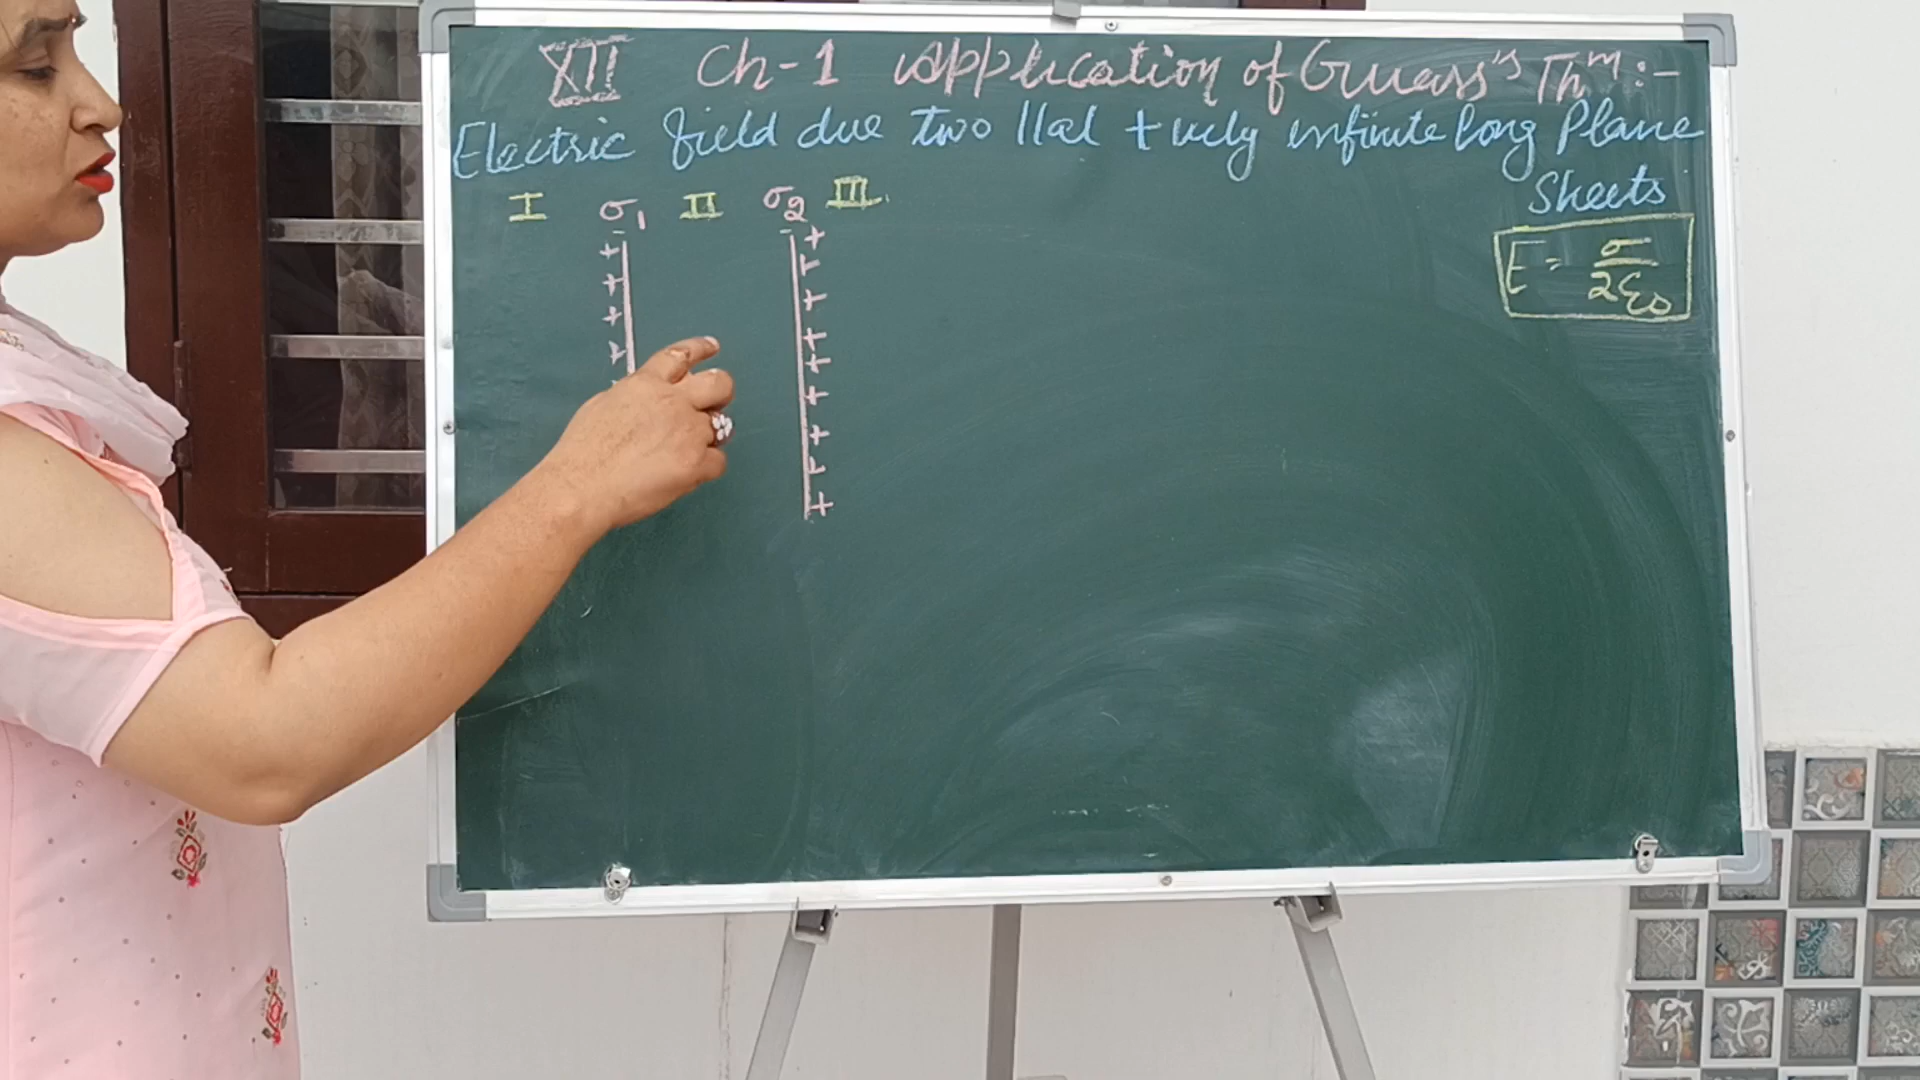 XII Ch-1 Application of Guass's Thm :-
Electric field due two llal +vely infinite long Plane
Sheets
I σ1 II σ2 III
E = σ/2ε0